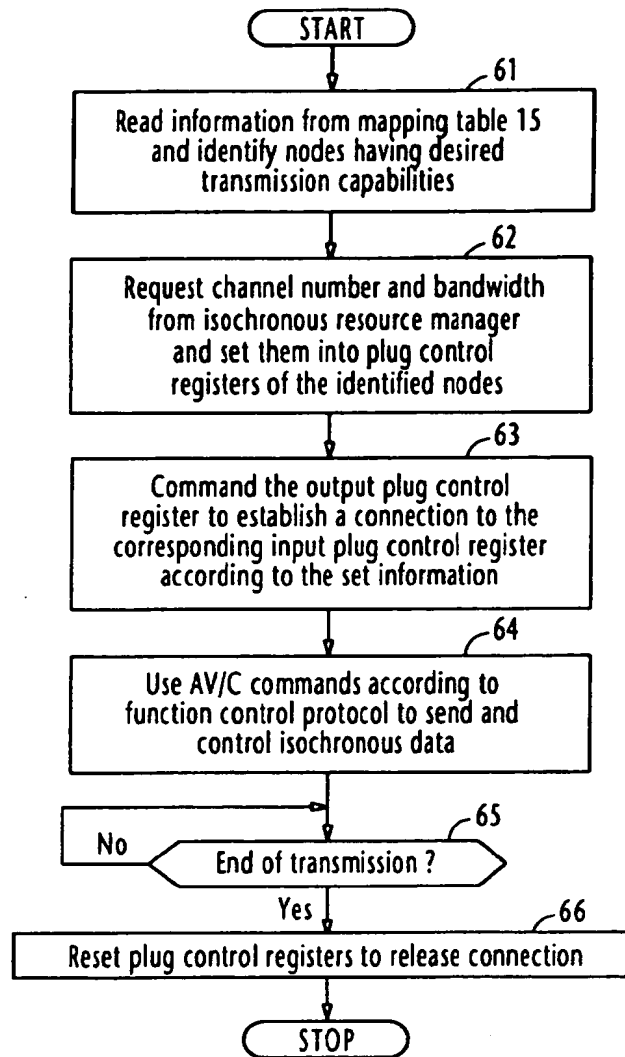 START
61
Read information from mapping table 15
and identify nodes having desired
transmission capabilities
62
Request channel number and bandwidth
from isochronous resource manager
and set them into plug control
registers of the identified nodes
63
Command the output plug control
register to establish a connection to the
corresponding input plug control register
according to the set information
64
Use AV/C commands according to
function control protocol to send and
control isochronous data
65
No
End of transmission ?
Yes
66
Reset plug control registers to release connection
STOP